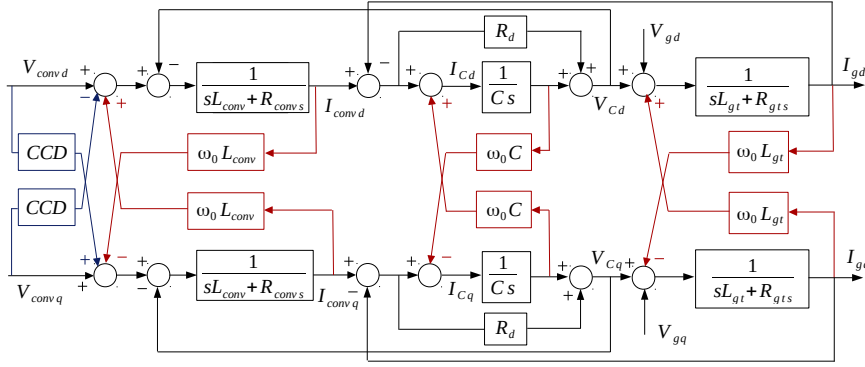 V_conv d + − + + + − 1 / sL_conv + R_conv s I_conv d + − + + I_Cd 1 / C s R_d + + V_Cd V_gd + + 1 / sL_gt + R_gt s I_gd
CCD ω₀ L_conv ω₀ C ω₀ L_gt
CCD ω₀ L_conv ω₀ C ω₀ L_gt
V_conv q + + − + − 1 / sL_conv + R_conv s I_conv q + − + − I_Cq 1 / C s R_d + + V_Cq + − V_gq 1 / sL_gt + R_gt s